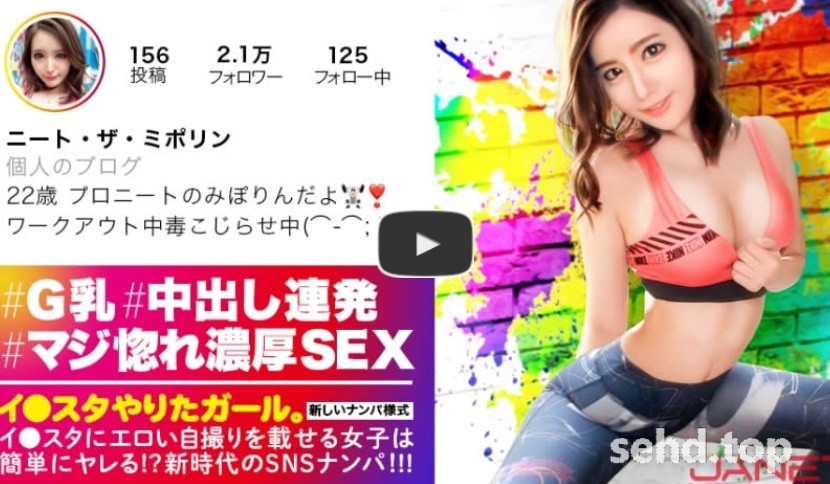 156
2.1万
125
投稿
フォロワー
フォロー中
ニート・ザ・ミポリン
個人のブログ
22歳 プロニートのみぽりんだよ🏋🏻‍♂️❣️
ワークアウト中毒こじらせ中(⌒-⌒;
#G乳 #中出し連発
#マジ惚れ濃厚SEX
イ●スタやりたガール。
新しいナンパ様式
イ●スタにエロい自撮りを載せる女子は
簡単にヤレる!?新時代のSNSナンパ!!!
sehd.top
JANE